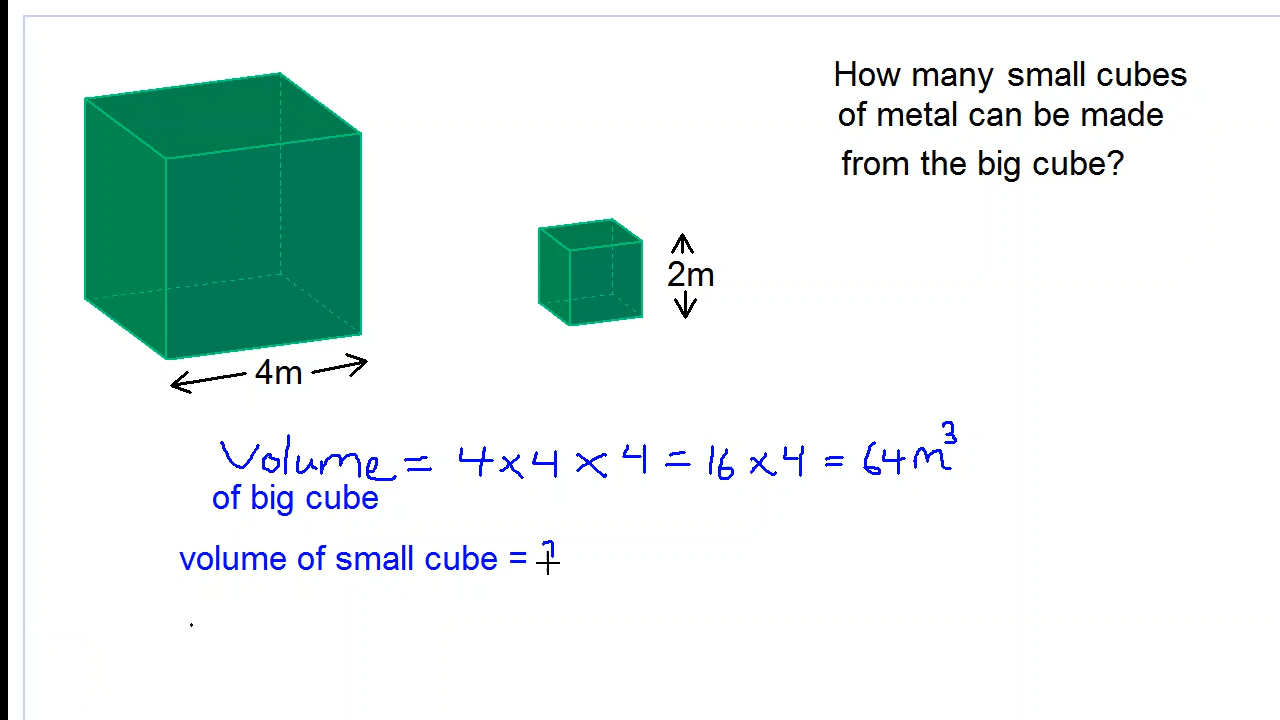 How many small cubes
of metal can be made
from the big cube?
2m
4m
Volume = 4 × 4 × 4 = 16 × 4 = 64m³
of big cube
volume of small cube =